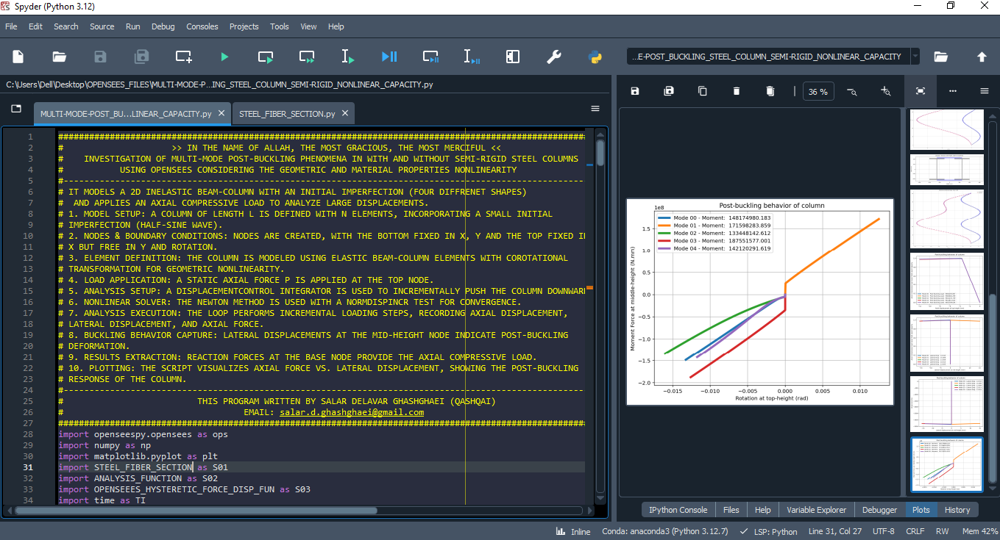 Spyder (Python 3.12)
File Edit Search Source Run Debug Consoles Projects Tools View Help
...E-POST_BUCKLING_STEEL_COLUMN_SEMI-RIGID_NONLINEAR_CAPACITY
C:\Users\Dell\Desktop\OPENSEES_FILES\MULTI-MODE-P...ING_STEEL_COLUMN_SEMI-RIGID_NONLINEAR_CAPACITY.py
MULTI-MODE-POST_BU...LINEAR_CAPACITY.py STEEL_FIBER_SECTION.py
36 %
1 ######################################################################################################
2 # >> IN THE NAME OF ALLAH, THE MOST GRACIOUS, THE MOST MERCIFUL <<
3 # INVESTIGATION OF MULTI-MODE POST-BUCKLING PHENOMENA IN WITH AND WITHOUT SEMI-RIGID STEEL COLUMNS
4 # USING OPENSEES CONSIDERING THE GEOMETRIC AND MATERIAL PROPERTIES NONLINEARITY
5 #-----------------------------------------------------------------------------------------------------
6 # IT MODELS A 2D INELASTIC BEAM-COLUMN WITH AN INITIAL IMPERFECTION (FOUR DIFFRENET SHAPES)
7 # AND APPLIES AN AXIAL COMPRESSIVE LOAD TO ANALYZE LARGE DISPLACEMENTS.
8 # 1. MODEL SETUP: A COLUMN OF LENGTH L IS DEFINED WITH N ELEMENTS, INCORPORATING A SMALL INITIAL
9 # IMPERFECTION (HALF-SINE WAVE).
10 # 2. NODES & BOUNDARY CONDITIONS: NODES ARE CREATED, WITH THE BOTTOM FIXED IN X, Y AND THE TOP FIXED IN
11 # X BUT FREE IN Y AND ROTATION.
12 # 3. ELEMENT DEFINITION: THE COLUMN IS MODELED USING ELASTIC BEAM-COLUMN ELEMENTS WITH COROTATIONAL
13 # TRANSFORMATION FOR GEOMETRIC NONLINEARITY.
14 # 4. LOAD APPLICATION: A STATIC AXIAL FORCE P IS APPLIED AT THE TOP NODE.
15 # 5. ANALYSIS SETUP: A DISPLACEMENTCONTROL INTEGRATOR IS USED TO INCREMENTALLY PUSH THE COLUMN DOWNWAR
16 # 6. NONLINEAR SOLVER: THE NEWTON METHOD IS USED WITH A NORMDISPINCR TEST FOR CONVERGENCE.
17 # 7. ANALYSIS EXECUTION: THE LOOP PERFORMS INCREMENTAL LOADING STEPS, RECORDING AXIAL DISPLACEMENT,
18 # LATERAL DISPLACEMENT, AND AXIAL FORCE.
19 # 8. BUCKLING BEHAVIOR CAPTURE: LATERAL DISPLACEMENTS AT THE MID-HEIGHT NODE INDICATE POST-BUCKLING
20 # DEFORMATION.
21 # 9. RESULTS EXTRACTION: REACTION FORCES AT THE BASE NODE PROVIDE THE AXIAL COMPRESSIVE LOAD.
22 # 10. PLOTTING: THE SCRIPT VISUALIZES AXIAL FORCE VS. LATERAL DISPLACEMENT, SHOWING THE POST-BUCKLING
23 # RESPONSE OF THE COLUMN.
24 #-----------------------------------------------------------------------------------------------------
25 # THIS PROGRAM WRITTEN BY SALAR DELAVAR GHASHGHAEI (QASHQAI)
26 # EMAIL: salar.d.ghashghaei@gmail.com
27 ######################################################################################################
28 import openseespy.opensees as ops
29 import numpy as np
30 import matplotlib.pyplot as plt
31 import STEEL_FIBER_SECTION as S01
32 import ANALYSIS_FUNCTION as S02
33 import OPENSEEES_HYSTERETIC_FORCE_DISP_FUN as S03
34 import time as TI
Post-buckling behavior of column
1e8
Mode 00 - Moment: 148174980.183
Mode 01 - Moment: 171598283.859
Mode 02 - Moment: 133448142.612
Mode 03 - Moment: 187551577.001
Mode 04 - Moment: 142120291.619
Moment Force at middle-height (N.mm)
1.5
1.0
0.5
0.0
−0.5
−1.0
−1.5
−2.0
−0.015 −0.010 −0.005 0.000 0.005 0.010
Rotation at top-height (rad)
IPython Console Files Help Variable Explorer Debugger Plots History
Inline Conda: anaconda3 (Python 3.12.7) LSP: Python Line 31, Col 27 UTF-8 CRLF RW Mem 42%